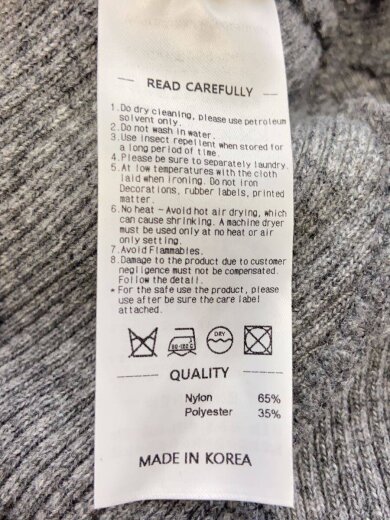 READ CAREFULLY
1.Do dry cleaning, please use petroleum
solvent only.
2.Do not wash in water.
3.Use insect repellent when stored for
a long period of time.
4.Please be sure to separately laundry.
5.At low temperatures with the cloth
laid when ironing. Do not iron
Decorations, rubber labels, printed
matter.
6.No heat - Avoid hot air drying, which
can cause shrinking. A machine dryer
must be used only at no heat or air
only setting.
7.Avoid Flammables.
8.Damage to the product due to customer
negligence must not be compensated.
Follow the detail.
* For the safe use the product, please
use after be sure the care label
attached.
DRY
QUALITY
Nylon 65%
Polyester 35%
MADE IN KOREA